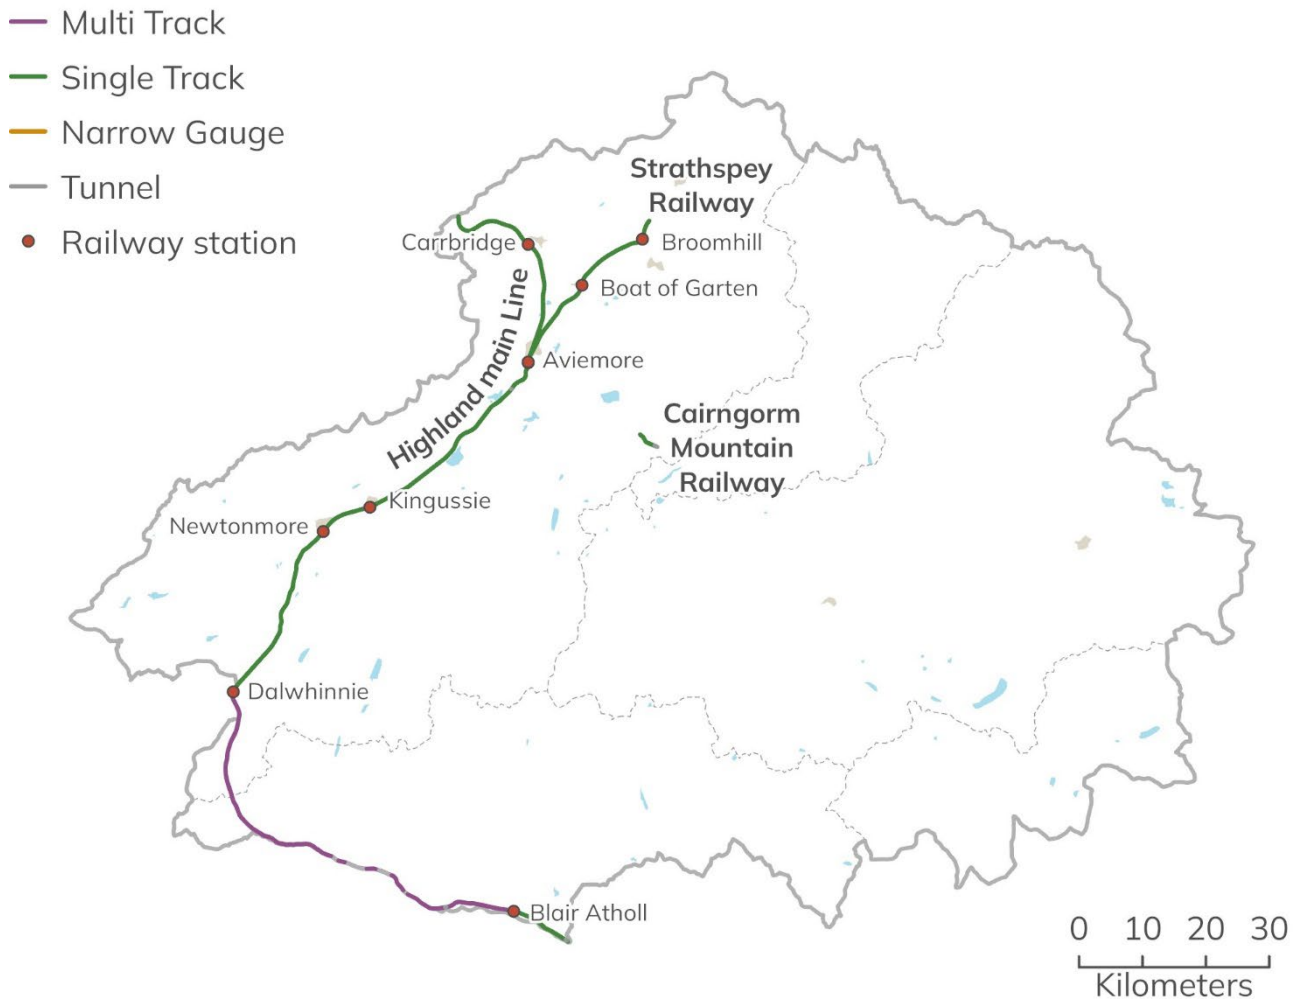 Multi Track
Single Track
Narrow Gauge
Tunnel
Railway station
Strathspey
Railway
Carrbridge
Broomhill
Boat of Garten
Highland main Line
Aviemore
Cairngorm
Mountain
Railway
Kingussie
Newtonmore
Dalwhinnie
Blair Atholl
0 10 20 30
Kilometers